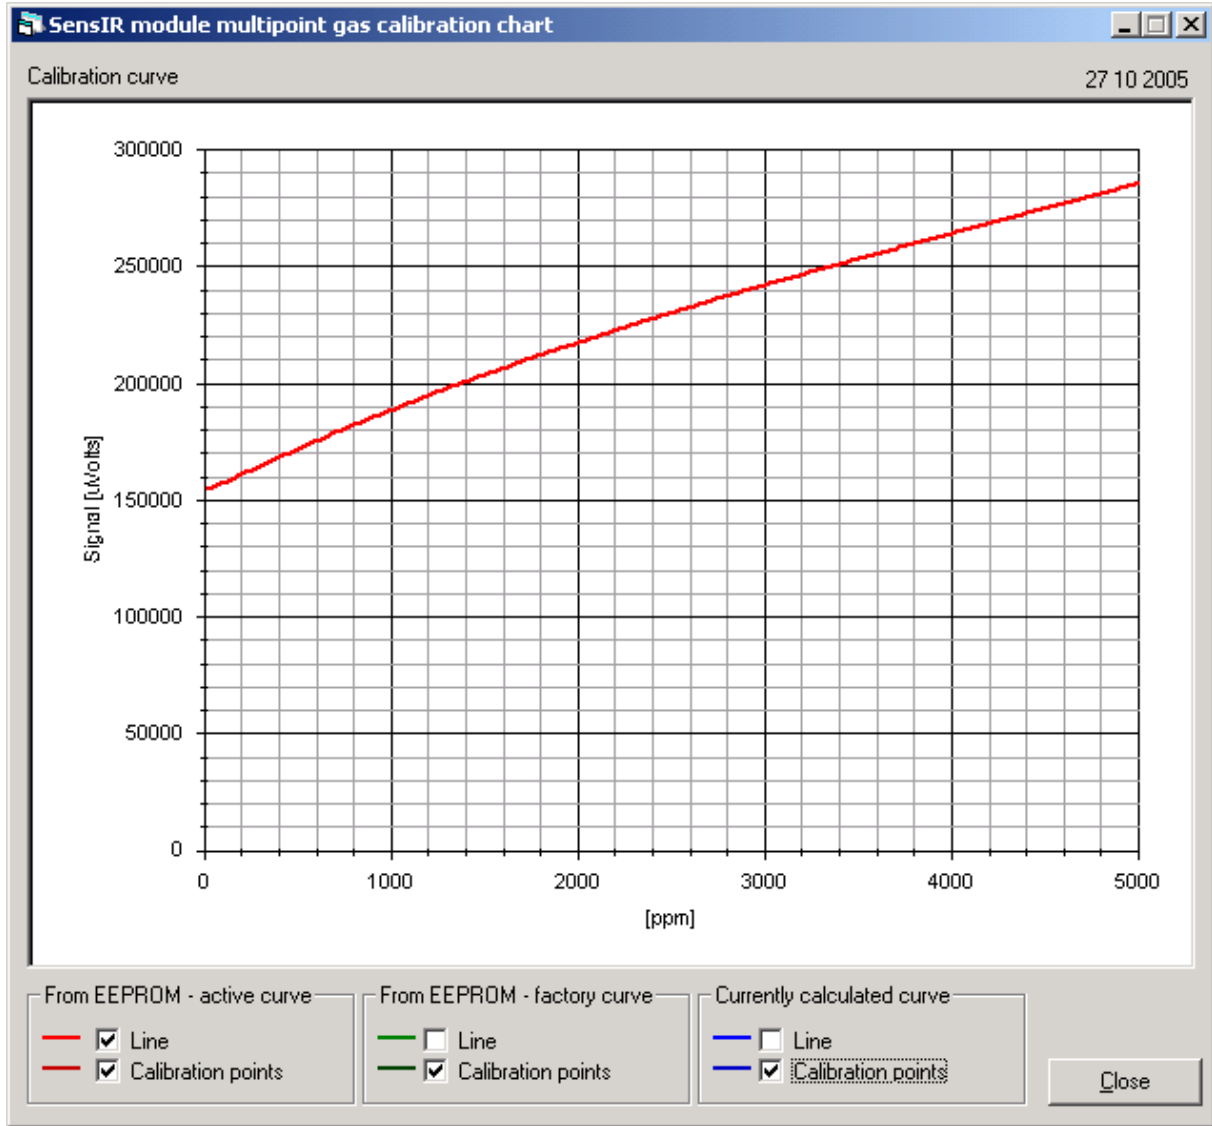 SensIR module multipoint gas calibration chart
Calibration curve 27 10 2005
300000
250000
200000
150000
100000
50000
0
Signal [uVolts]
0 1000 2000 3000 4000 5000
[ppm]
From EEPROM - active curve From EEPROM - factory curve Currently calculated curve
Line Line Line
Calibration points Calibration points Calibration points
Close